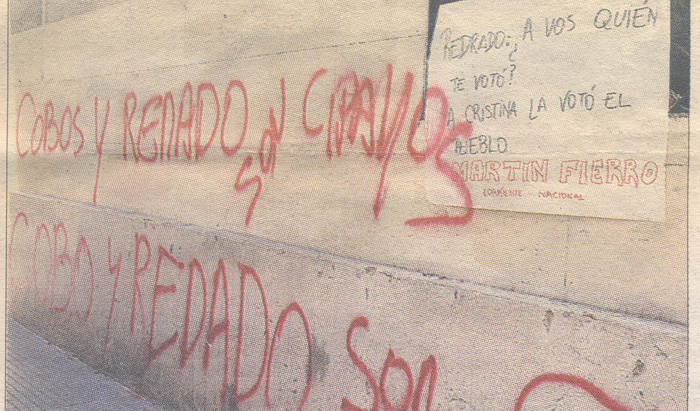 COBOS Y REDADO SON CIPAYOS
REDRADO: ¿A VOS QUIÉN
TE VOTÓ?
A CRISTINA LA VOTÓ EL
PUEBLO
MARTIN FIERRO
CORRIENTE NACIONAL
COBO Y REDADO SON